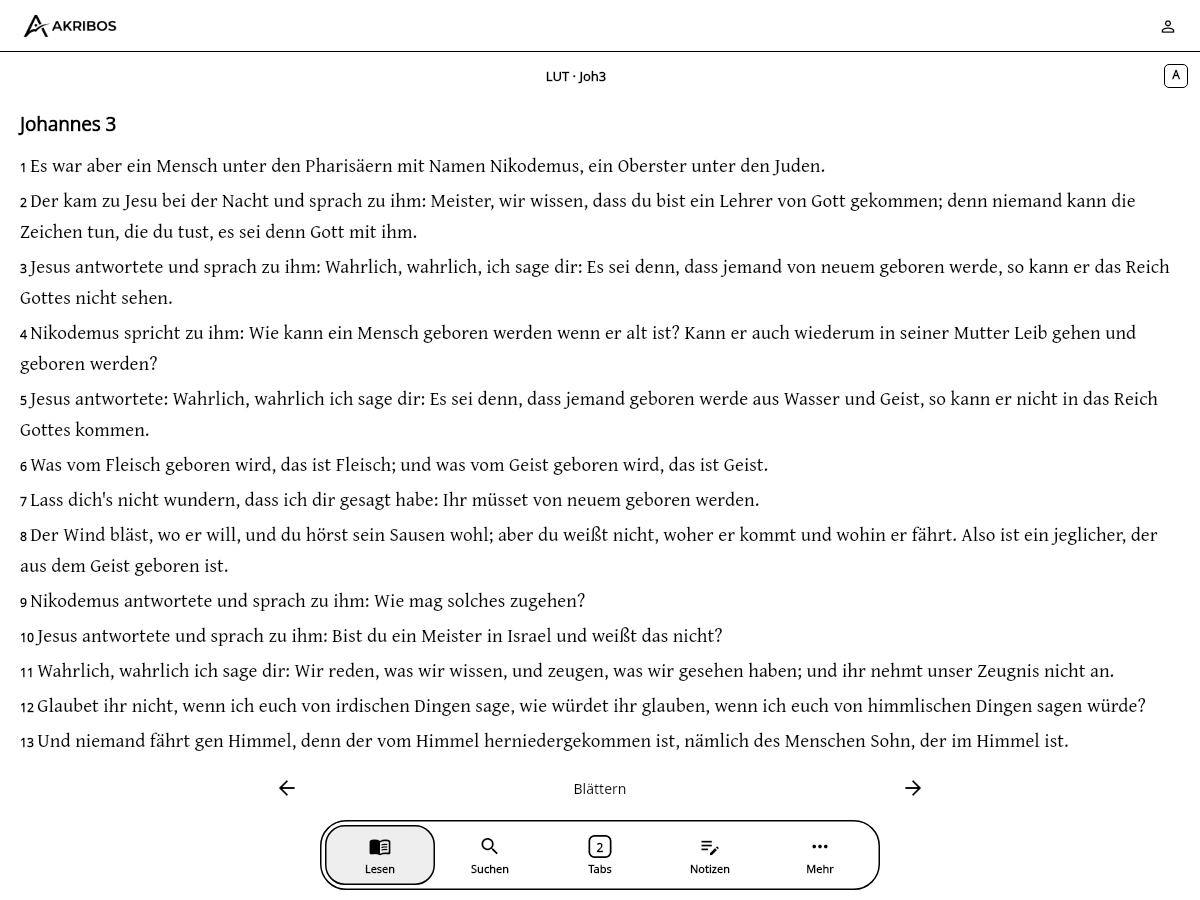 AKRIBOS
LUT · Joh3
A
Johannes 3
1 Es war aber ein Mensch unter den Pharisäern mit Namen Nikodemus, ein Oberster unter den Juden.
2 Der kam zu Jesu bei der Nacht und sprach zu ihm: Meister, wir wissen, dass du bist ein Lehrer von Gott gekommen; denn niemand kann die
Zeichen tun, die du tust, es sei denn Gott mit ihm.
3 Jesus antwortete und sprach zu ihm: Wahrlich, wahrlich, ich sage dir: Es sei denn, dass jemand von neuem geboren werde, so kann er das Reich
Gottes nicht sehen.
4 Nikodemus spricht zu ihm: Wie kann ein Mensch geboren werden wenn er alt ist? Kann er auch wiederum in seiner Mutter Leib gehen und
geboren werden?
5 Jesus antwortete: Wahrlich, wahrlich ich sage dir: Es sei denn, dass jemand geboren werde aus Wasser und Geist, so kann er nicht in das Reich
Gottes kommen.
6 Was vom Fleisch geboren wird, das ist Fleisch; und was vom Geist geboren wird, das ist Geist.
7 Lass dich's nicht wundern, dass ich dir gesagt habe: Ihr müsset von neuem geboren werden.
8 Der Wind bläst, wo er will, und du hörst sein Sausen wohl; aber du weißt nicht, woher er kommt und wohin er fährt. Also ist ein jeglicher, der
aus dem Geist geboren ist.
9 Nikodemus antwortete und sprach zu ihm: Wie mag solches zugehen?
10 Jesus antwortete und sprach zu ihm: Bist du ein Meister in Israel und weißt das nicht?
11 Wahrlich, wahrlich ich sage dir: Wir reden, was wir wissen, und zeugen, was wir gesehen haben; und ihr nehmt unser Zeugnis nicht an.
12 Glaubet ihr nicht, wenn ich euch von irdischen Dingen sage, wie würdet ihr glauben, wenn ich euch von himmlischen Dingen sagen würde?
13 Und niemand fährt gen Himmel, denn der vom Himmel herniedergekommen ist, nämlich des Menschen Sohn, der im Himmel ist.
Blättern
2
Lesen Suchen Tabs Notizen Mehr